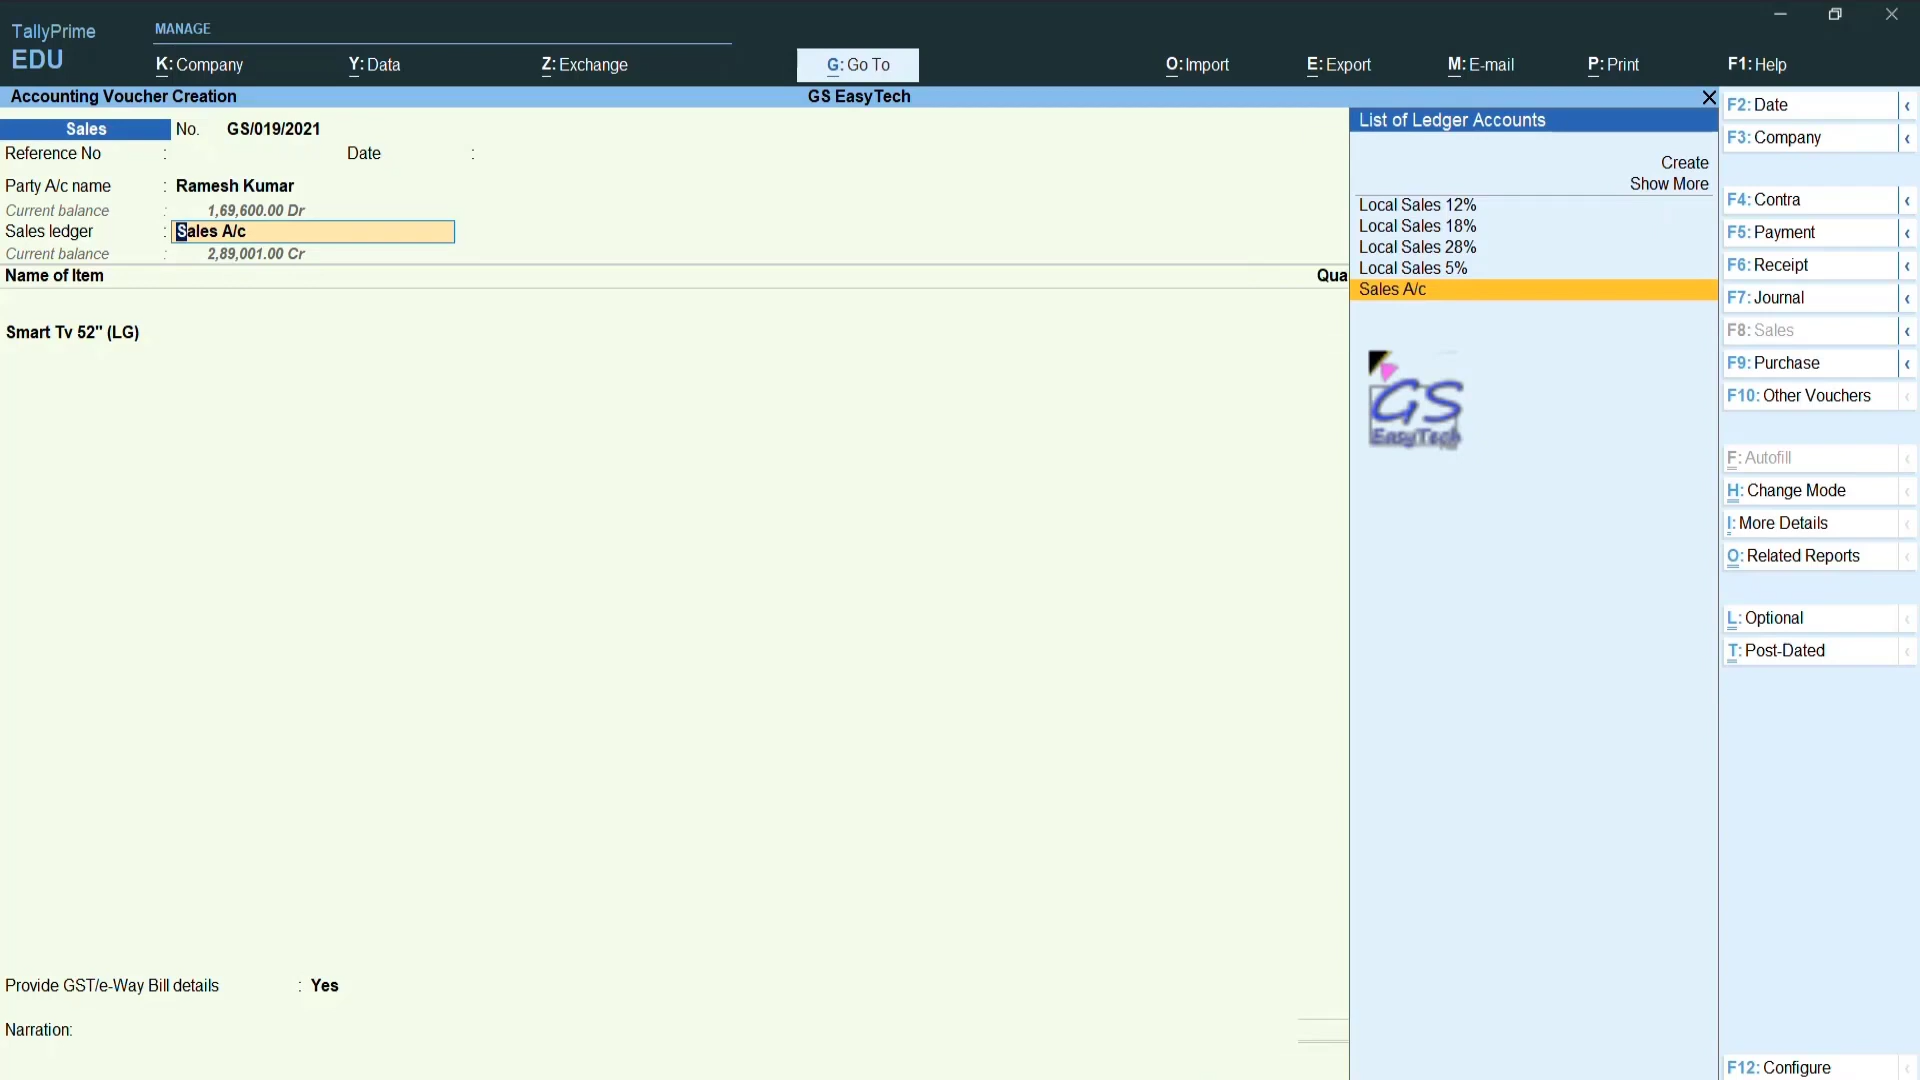 TallyPrime
EDU
MANAGE
K: Company
Y: Data
Z: Exchange
G: Go To
O: Import
E: Export
M: E-mail
P: Print
F1: Help
Accounting Voucher Creation
GS EasyTech
Sales No. GS/019/2021
Reference No : Date :
Party A/c name : Ramesh Kumar
Current balance : 1,69,600.00 Dr
Sales ledger : Sales A/c
Current balance : 2,89,001.00 Cr
Name of Item Qua
Smart Tv 52" (LG)
Provide GST/e-Way Bill details : Yes
Narration:
List of Ledger Accounts
Create
Show More
Local Sales 12%
Local Sales 18%
Local Sales 28%
Local Sales 5%
Sales A/c
GS
EasyTech
F2: Date
F3: Company
F4: Contra
F5: Payment
F6: Receipt
F7: Journal
F8: Sales
F9: Purchase
F10: Other Vouchers
F: Autofill
H: Change Mode
I: More Details
O: Related Reports
L: Optional
T: Post-Dated
F12: Configure